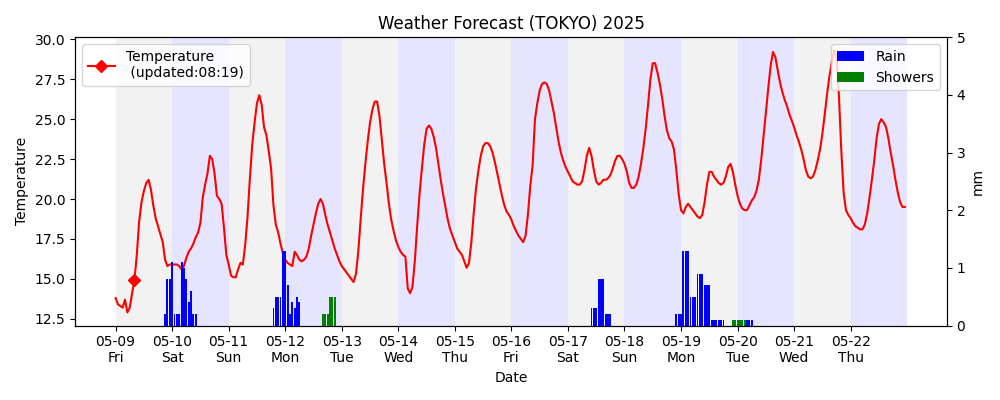 Weather Forecast (TOKYO) 2025
Temperature
(updated:08:19)
Rain
Showers
30.0
27.5
25.0
22.5
20.0
17.5
15.0
12.5
Temperature
5
4
3
2
1
0
mm
05-09 05-10 05-11 05-12 05-13 05-14 05-15 05-16 05-17 05-18 05-19 05-20 05-21 05-22
Fri Sat Sun Mon Tue Wed Thu Fri Sat Sun Mon Tue Wed Thu
Date